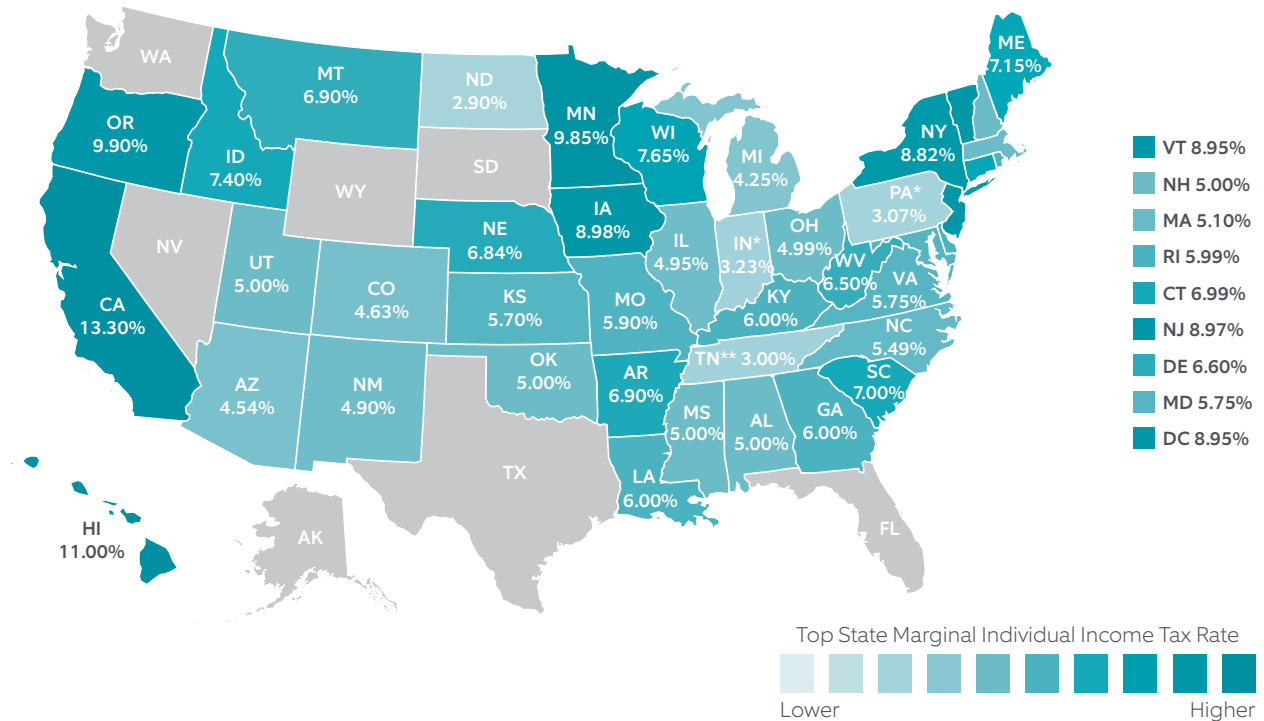 WA
OR
9.90%
ID
7.40%
MT
6.90%
ND
2.90%
SD
WY
NV
CA
13.30%
UT
5.00%
CO
4.63%
AZ
4.54%
NM
4.90%
NE
6.84%
KS
5.70%
OK
5.00%
TX
MN
9.85%
IA
8.98%
MO
5.90%
AR
6.90%
LA
6.00%
WI
7.65%
IL
4.95%
MI
4.25%
IN*
3.23%
OH
4.99%
KY
6.00%
TN** 3.00%
MS
5.00%
AL
5.00%
GA
6.00%
FL
SC
7.00%
NC
5.49%
VA
5.75%
WV
6.50%
PA*
3.07%
NY
8.82%
ME
7.15%
AK
HI
11.00%
VT 8.95%
NH 5.00%
MA 5.10%
RI 5.99%
CT 6.99%
NJ 8.97%
DE 6.60%
MD 5.75%
DC 8.95%
Top State Marginal Individual Income Tax Rate
Lower
Higher